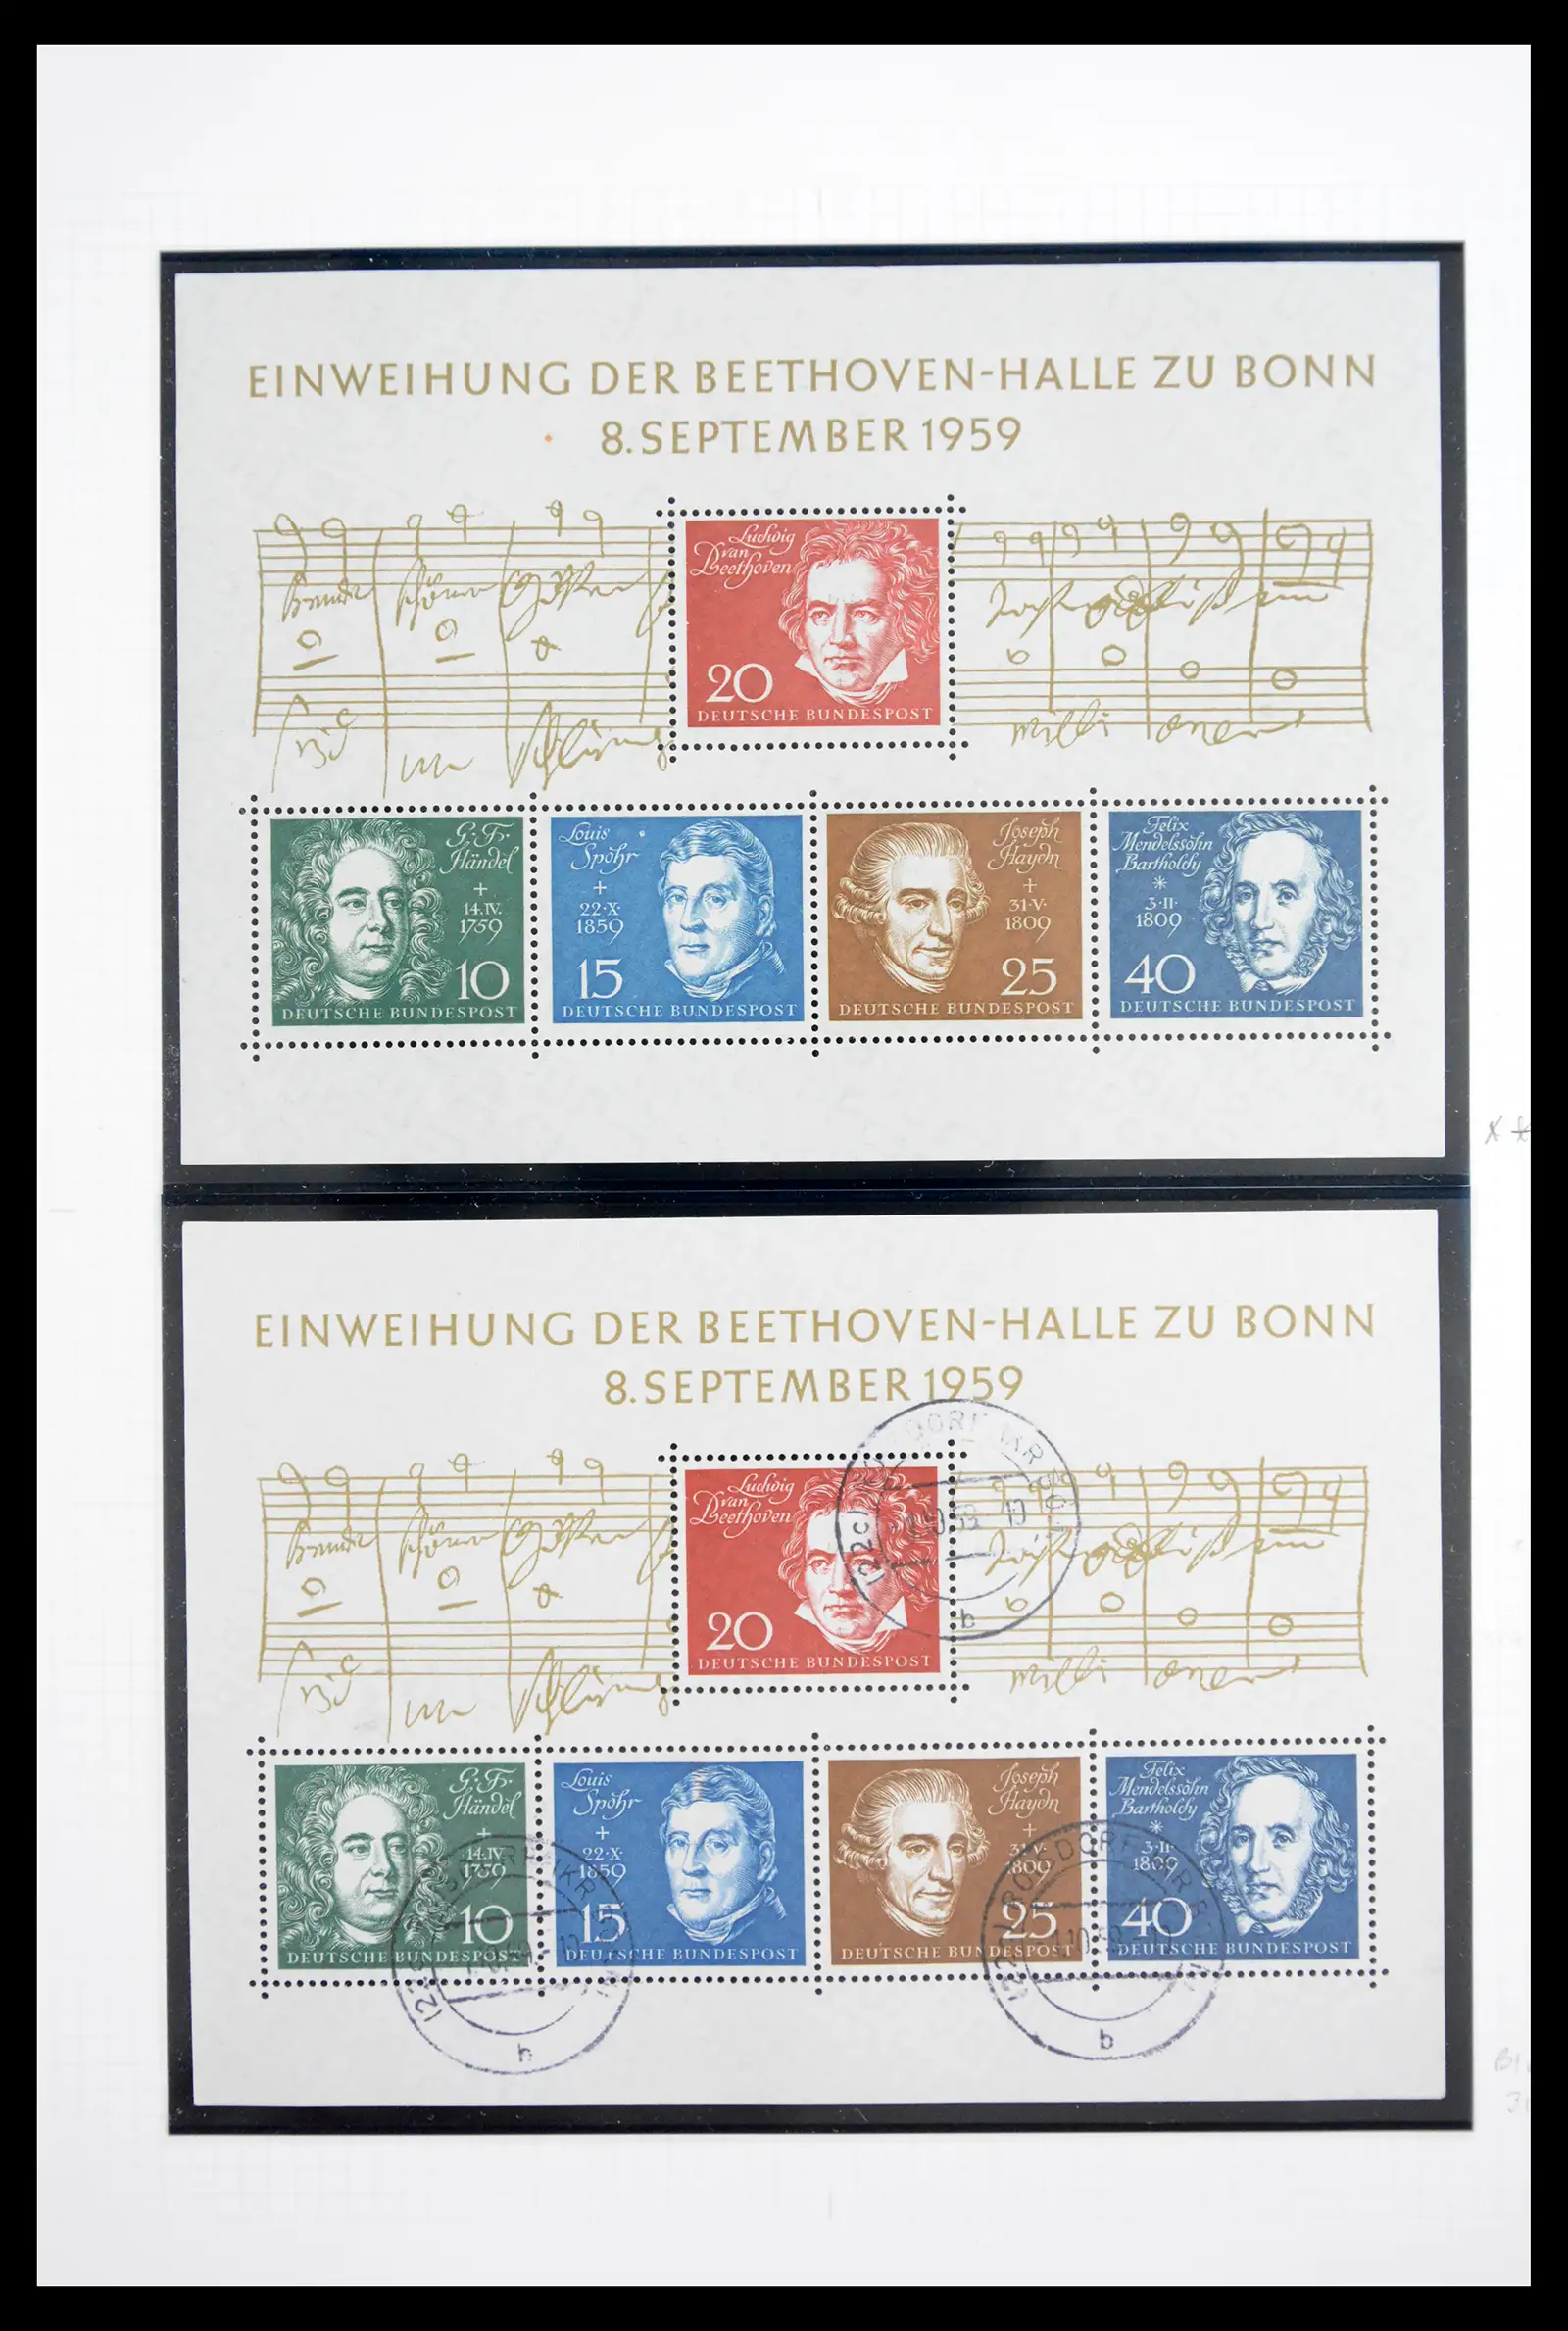 EINWEIHUNG DER BEETHOVEN-HALLE ZU BONN
8. SEPTEMBER 1959
Ludwig
van
Beethoven
20
DEUTSCHE BUNDESPOST
G. F.
Händel
+
14.IV.
1759
10
DEUTSCHE BUNDESPOST
Louis
Spohr
+
22·X·
1859
15
DEUTSCHE BUNDESPOST
Joseph
Haydn
+
31·V·
1809
25
DEUTSCHE BUNDESPOST
Felix
Mendelssohn
Bartholdy
*
3·II·
1809
40
DEUTSCHE BUNDESPOST
EINWEIHUNG DER BEETHOVEN-HALLE ZU BONN
8. SEPTEMBER 1959
Ludwig
van
Beethoven
20
DEUTSCHE BUNDESPOST
b
G. F.
Händel
+
14.IV.
1759
10
DEUTSCHE BUNDESPOST
Louis
Spohr
+
22·X·
1859
15
DEUTSCHE BUNDESPOST
Joseph
Haydn
+
31·V·
1809
25
DEUTSCHE BUNDESPOST
Felix
Mendelssohn
Bartholdy
*
3·II·
1809
40
DEUTSCHE BUNDESPOST
b